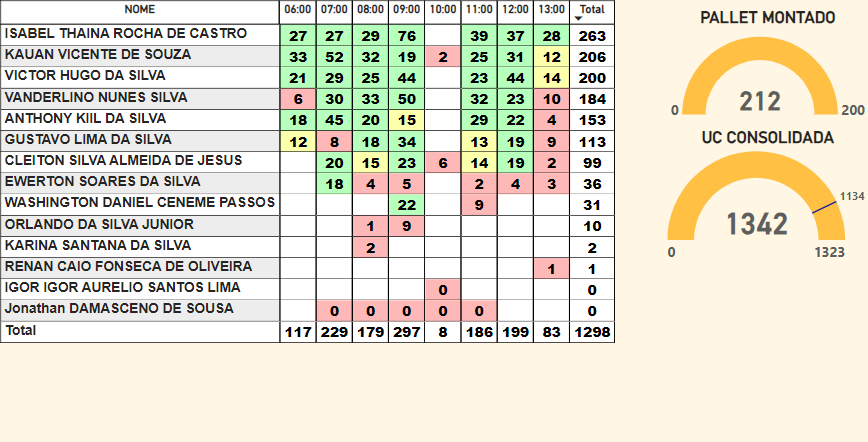 NOME 06:00 07:00 08:00 09:00 10:00 11:00 12:00 13:00 Total
ISABEL THAINA ROCHA DE CASTRO 27 27 29 76 39 37 28 263
KAUAN VICENTE DE SOUZA 33 52 32 19 2 25 31 12 206
VICTOR HUGO DA SILVA 21 29 25 44 23 44 14 200
VANDERLINO NUNES SILVA 6 30 33 50 32 23 10 184
ANTHONY KIIL DA SILVA 18 45 20 15 29 22 4 153
GUSTAVO LIMA DA SILVA 12 8 18 34 13 19 9 113
CLEITON SILVA ALMEIDA DE JESUS 20 15 23 6 14 19 2 99
EWERTON SOARES DA SILVA 18 4 5 2 4 3 36
WASHINGTON DANIEL CENEME PASSOS 22 9 31
ORLANDO DA SILVA JUNIOR 1 9 10
KARINA SANTANA DA SILVA 2 2
RENAN CAIO FONSECA DE OLIVEIRA 1 1
IGOR IGOR AURELIO SANTOS LIMA 0 0
Jonathan DAMASCENO DE SOUSA 0 0 0 0 0 0
Total 117 229 179 297 8 186 199 83 1298
PALLET MONTADO
212
0 200
UC CONSOLIDADA
1134
1342
0 1323